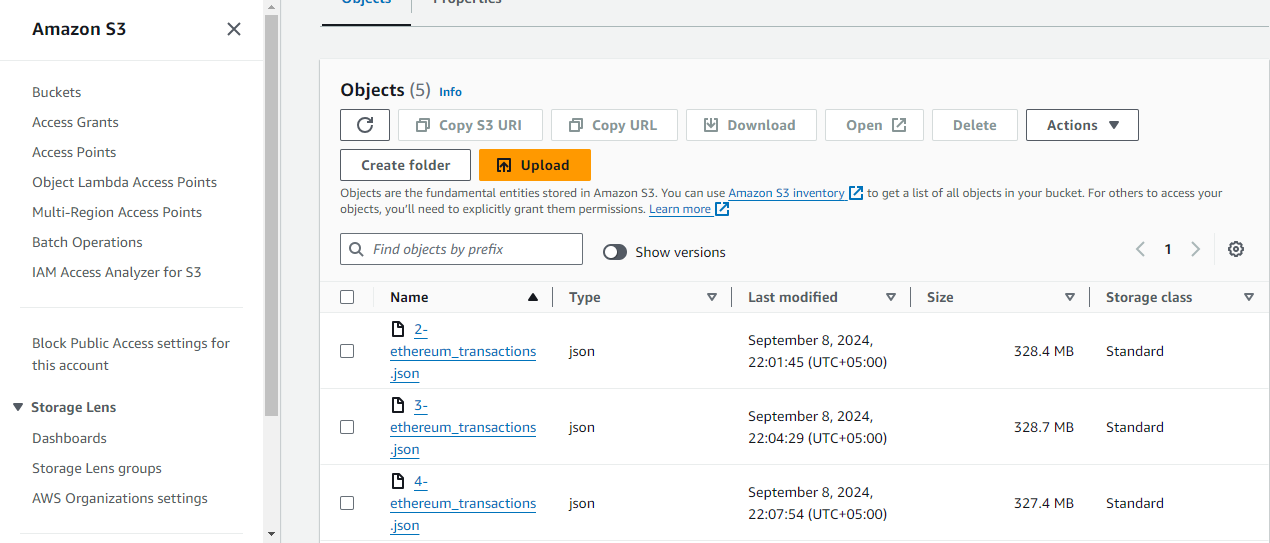 Objects Properties
Amazon S3
Buckets
Access Grants
Access Points
Object Lambda Access Points
Multi-Region Access Points
Batch Operations
IAM Access Analyzer for S3
Block Public Access settings for
this account
Storage Lens
Dashboards
Storage Lens groups
AWS Organizations settings
Objects (5) Info
Copy S3 URI Copy URL Download Open Delete Actions
Create folder Upload
Objects are the fundamental entities stored in Amazon S3. You can use Amazon S3 inventory to get a list of all objects in your bucket. For others to access your
objects, you'll need to explicitly grant them permissions. Learn more
Find objects by prefix Show versions 1
Name Type Last modified Size Storage class
2-
ethereum_transactions
.json
json
September 8, 2024,
22:01:45 (UTC+05:00)
328.4 MB
Standard
3-
ethereum_transactions
.json
json
September 8, 2024,
22:04:29 (UTC+05:00)
328.7 MB
Standard
4-
ethereum_transactions
.json
json
September 8, 2024,
22:07:54 (UTC+05:00)
327.4 MB
Standard